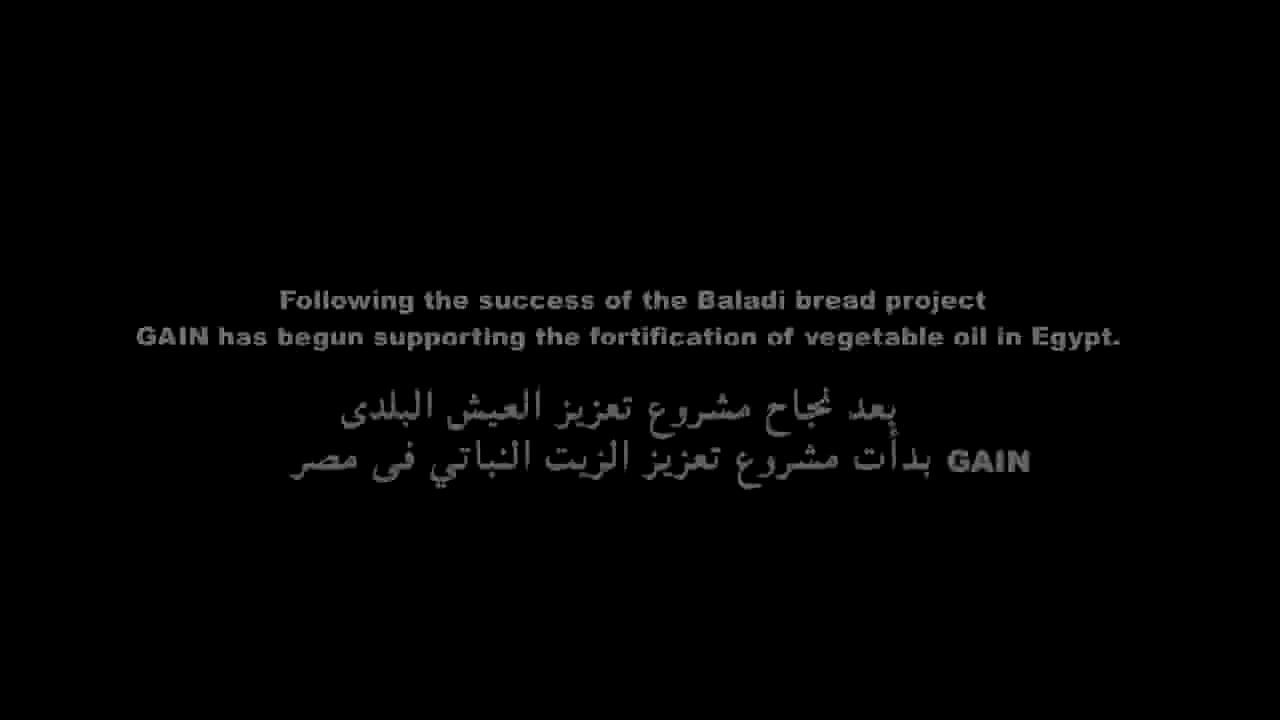 Following the success of the Baladi bread project
GAIN has begun supporting the fortification of vegetable oil in Egypt.
بعد نجاح مشروع تعزيز العيش البلدى
GAIN بدأت مشروع تعزيز الزيت النباتي فى مصر